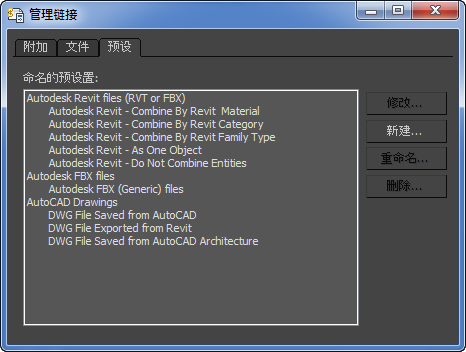 管理链接
附加 文件 预设
命名的预设置:
Autodesk Revit files (RVT or FBX)
Autodesk Revit - Combine By Revit  Material
Autodesk Revit - Combine By Revit Category
Autodesk Revit - Combine By Revit Family Type
Autodesk Revit - As One Object
Autodesk Revit - Do Not Combine Entities
Autodesk FBX files
Autodesk FBX (Generic) files
AutoCAD Drawings
DWG File Saved from AutoCAD
DWG File Exported from Revit
DWG File Saved from AutoCAD Architecture
修改...
新建...
重命名...
删除...